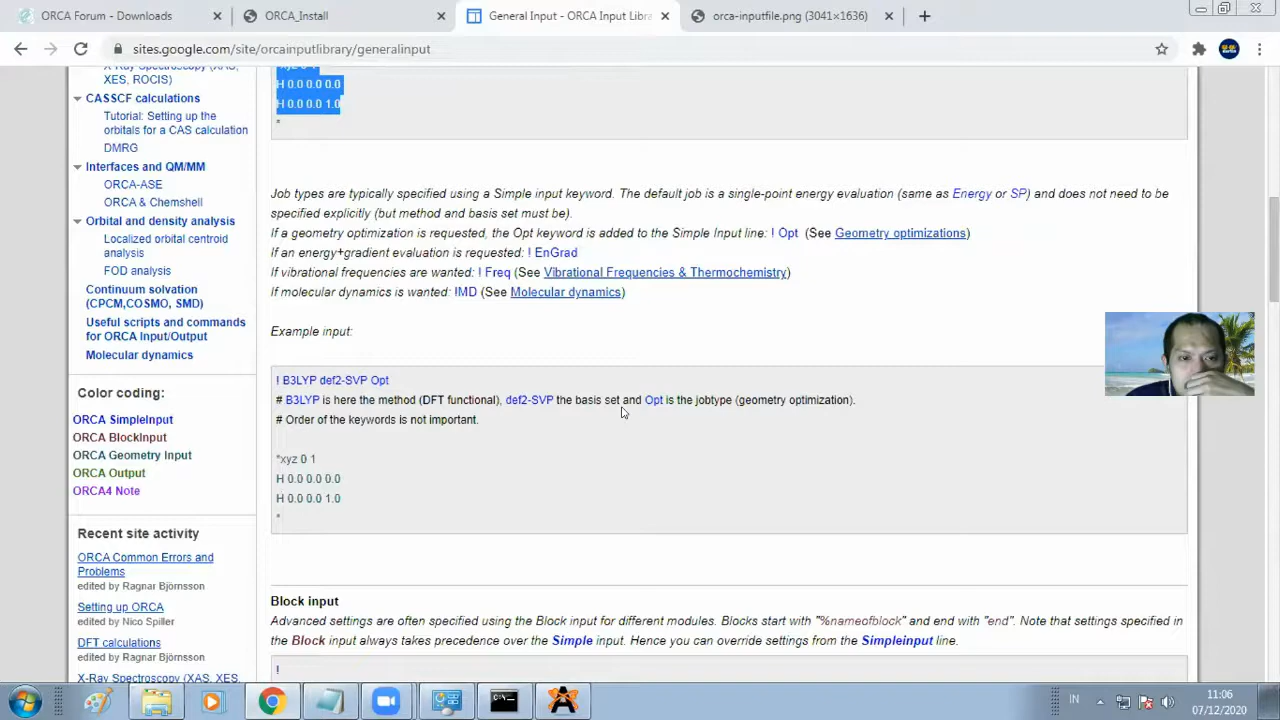 ORCA Forum - Downloads
ORCA_Install
General Input - ORCA Input Libra
orca-inputfile.png (3041×1636)
sites.google.com/site/orcainputlibrary/generalinput
X-Ray Spectroscopy (XAS,
XES, ROCIS)
CASSCF calculations
Tutorial: Setting up the
orbitals for a CAS calculation
DMRG
Interfaces and QM/MM
ORCA-ASE
ORCA & Chemshell
Orbital and density analysis
Localized orbital centroid
analysis
FOD analysis
Continuum solvation
(CPCM,COSMO, SMD)
Useful scripts and commands
for ORCA Input/Output
Molecular dynamics
Color coding:
ORCA SimpleInput
ORCA BlockInput
ORCA Geometry Input
ORCA Output
ORCA4 Note
Recent site activity
ORCA Common Errors and
Problems
edited by Ragnar Björnsson
Setting up ORCA
edited by Nico Spiller
DFT calculations
edited by Ragnar Björnsson
X-Ray Spectroscopy (XAS, XES,
*xyz 0 1
H 0.0 0.0 0.0
H 0.0 0.0 1.0
*
Job types are typically specified using a Simple input keyword. The default job is a single-point energy evaluation (same as Energy or SP) and does not need to be
specified explicitly (but method and basis set must be).
If a geometry optimization is requested, the Opt keyword is added to the Simple Input line: ! Opt (See Geometry optimizations)
If an energy+gradient evaluation is requested: ! EnGrad
If vibrational frequencies are wanted: ! Freq (See Vibrational Frequencies & Thermochemistry)
If molecular dynamics is wanted: !MD (See Molecular dynamics)
Example input:
! B3LYP def2-SVP Opt
# B3LYP is here the method (DFT functional), def2-SVP the basis set and Opt is the jobtype (geometry optimization).
# Order of the keywords is not important.
*xyz 0 1
H 0.0 0.0 0.0
H 0.0 0.0 1.0
*
Block input
Advanced settings are often specified using the Block input for different modules. Blocks start with "%nameofblock" and end with "end". Note that settings specified in
the Block input always takes precedence over the Simple input. Hence you can override settings from the Simpleinput line.
!
IN
11:06
07/12/2020